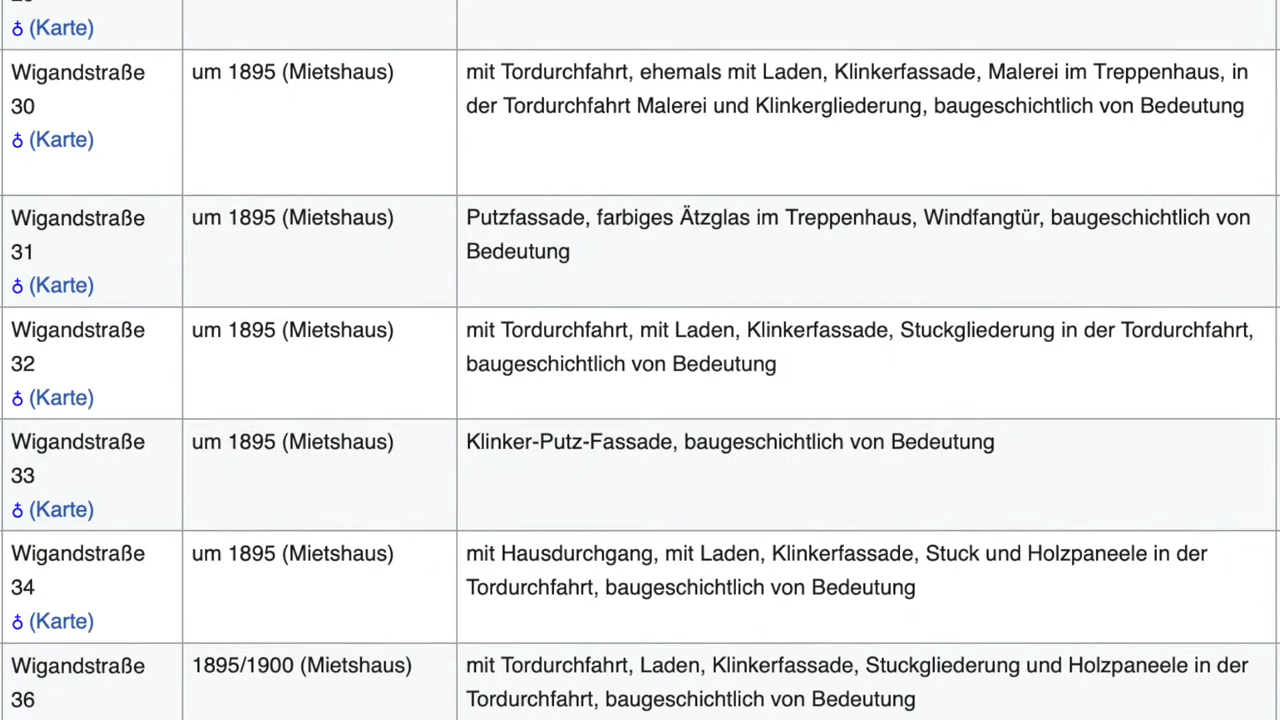 ♁ (Karte)
Wigandstraße
30
♁ (Karte)
um 1895 (Mietshaus)
mit Tordurchfahrt, ehemals mit Laden, Klinkerfassade, Malerei im Treppenhaus, in
der Tordurchfahrt Malerei und Klinkergliederung, baugeschichtlich von Bedeutung
Wigandstraße
31
♁ (Karte)
um 1895 (Mietshaus)
Putzfassade, farbiges Ätzglas im Treppenhaus, Windfangtür, baugeschichtlich von
Bedeutung
Wigandstraße
32
♁ (Karte)
um 1895 (Mietshaus)
mit Tordurchfahrt, mit Laden, Klinkerfassade, Stuckgliederung in der Tordurchfahrt,
baugeschichtlich von Bedeutung
Wigandstraße
33
♁ (Karte)
um 1895 (Mietshaus)
Klinker-Putz-Fassade, baugeschichtlich von Bedeutung
Wigandstraße
34
♁ (Karte)
um 1895 (Mietshaus)
mit Hausdurchgang, mit Laden, Klinkerfassade, Stuck und Holzpaneele in der
Tordurchfahrt, baugeschichtlich von Bedeutung
Wigandstraße
36
1895/1900 (Mietshaus)
mit Tordurchfahrt, Laden, Klinkerfassade, Stuckgliederung und Holzpaneele in der
Tordurchfahrt, baugeschichtlich von Bedeutung